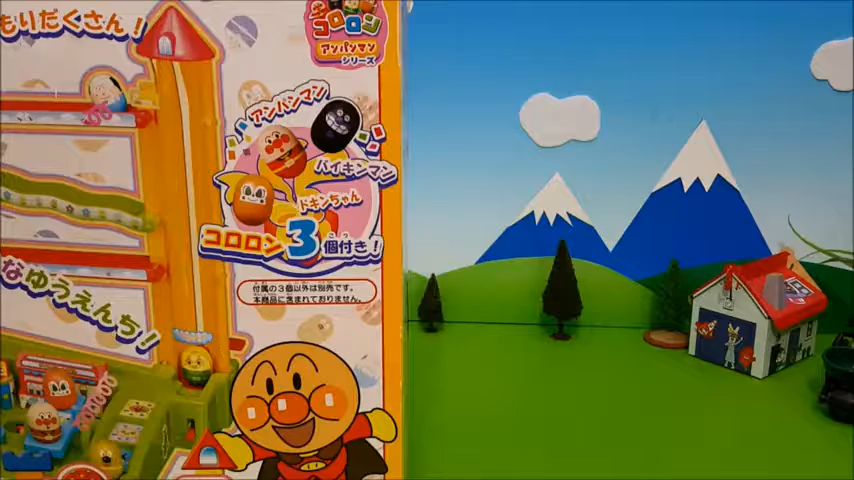 もりだくさん！
コロロン
アンパンマン
シリーズ
アンパンマン
バイキンマン
ドキンちゃん
コロロン3個付き！
付属の3個以外は別売です。
本商品に含まれておりません。
なゆうえんち！